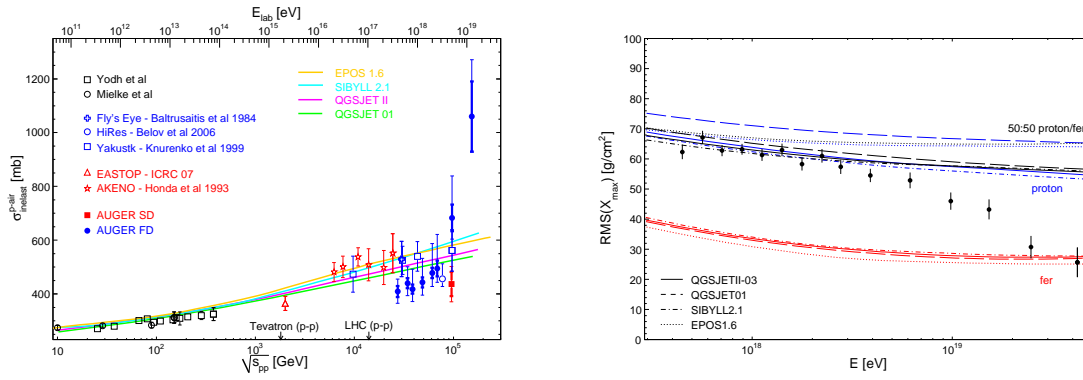 E_lab [eV]
10^11 10^12 10^13 10^14 10^15 10^16 10^17 10^18 10^19
1200
1000
800
600
400
σ^p-air_inelast [mb]
Yodh et al
Mielke et al
Fly's Eye - Baltrusaitis et al 1984
HiRes - Belov et al 2006
Yakustk - Knurenko et al 1999
EASTOP - ICRC 07
AKENO - Honda et al 1993
AUGER SD
AUGER FD
EPOS 1.6
SIBYLL 2.1
QGSJET II
QGSJET 01
Tevatron (p-p)
LHC (p-p)
10 10^2 10^3 10^4 10^5
√s_pp [GeV]
100
90
80
70
60
50
40
30
20
10
0
RMS(X_max) [g/cm^2]
50:50 proton/fer
proton
fer
QGSJETII-03
QGSJET01
SIBYLL2.1
EPOS1.6
10^18 10^19
E [eV]